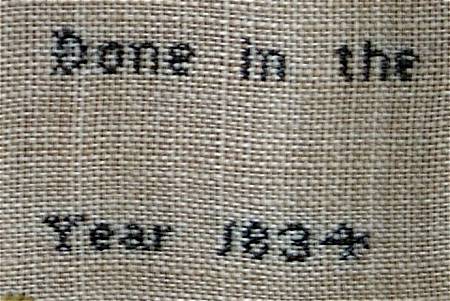 Done in the
Year 1834